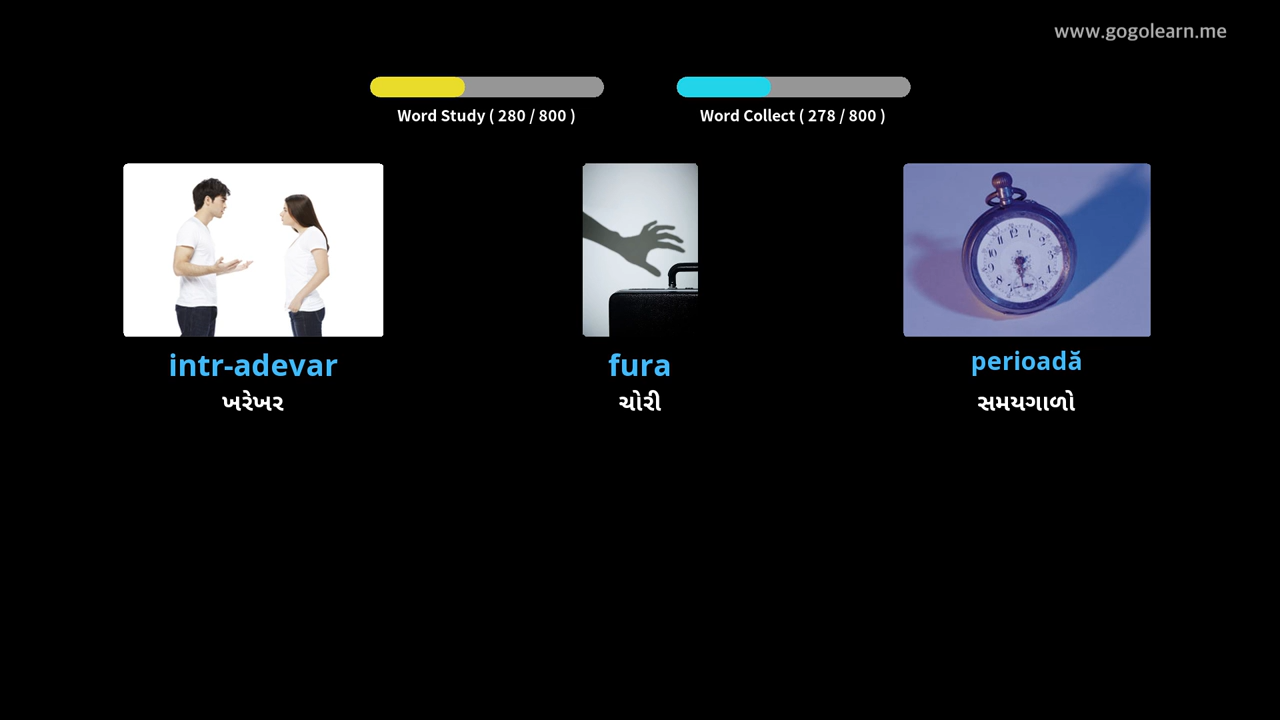 www.gogolearn.me
Word Study ( 280 / 800 )
Word Collect ( 278 / 800 )
intr-adevar
fura
perioadă
ખરેખર
ચોરી
સમયગાળો